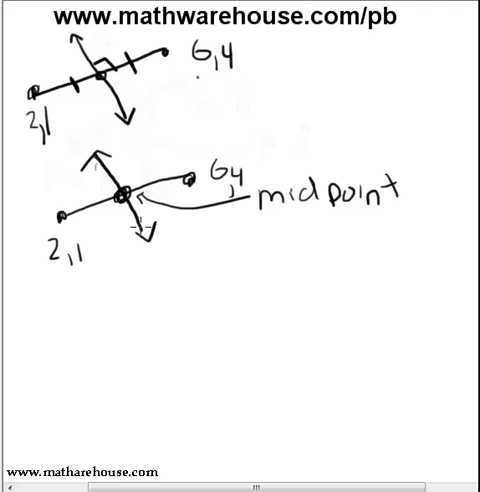 www.mathwarehouse.com/pb
6,4
2,1
6,4
midpoint
2,1
www.matharehouse.com